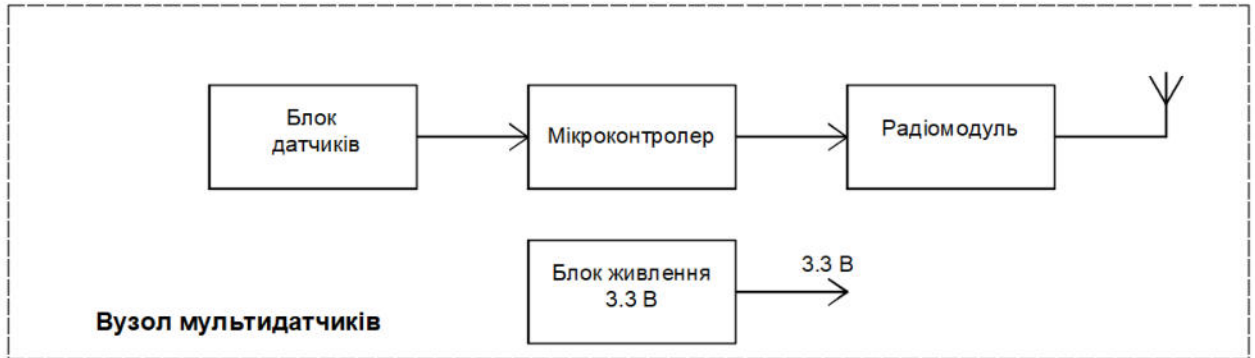 Блок
датчиків
Мікроконтролер
Радіомодуль
Блок живлення
3.3 В
3.3 В
Вузол мультидатчиків